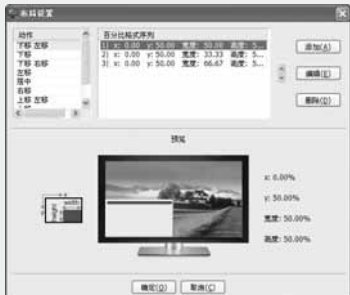 布局设置
动作
下移 左移
下移
下移 右移
左移
居中
右移
上移 左移
百分比格式序列
1) x: 0.00 y: 50.00 宽度: 50.00 高度: 5...
2) x: 0.00 y: 50.00 宽度: 33.33 高度: 5...
3) x: 0.00 y: 50.00 宽度: 66.67 高度: 5...
添加(A)
编辑(E)
删除(D)
预览
width
height
x: 0.00%
y: 50.00%
宽度: 50.00%
高度: 50.00%
确定(O)
取消(C)